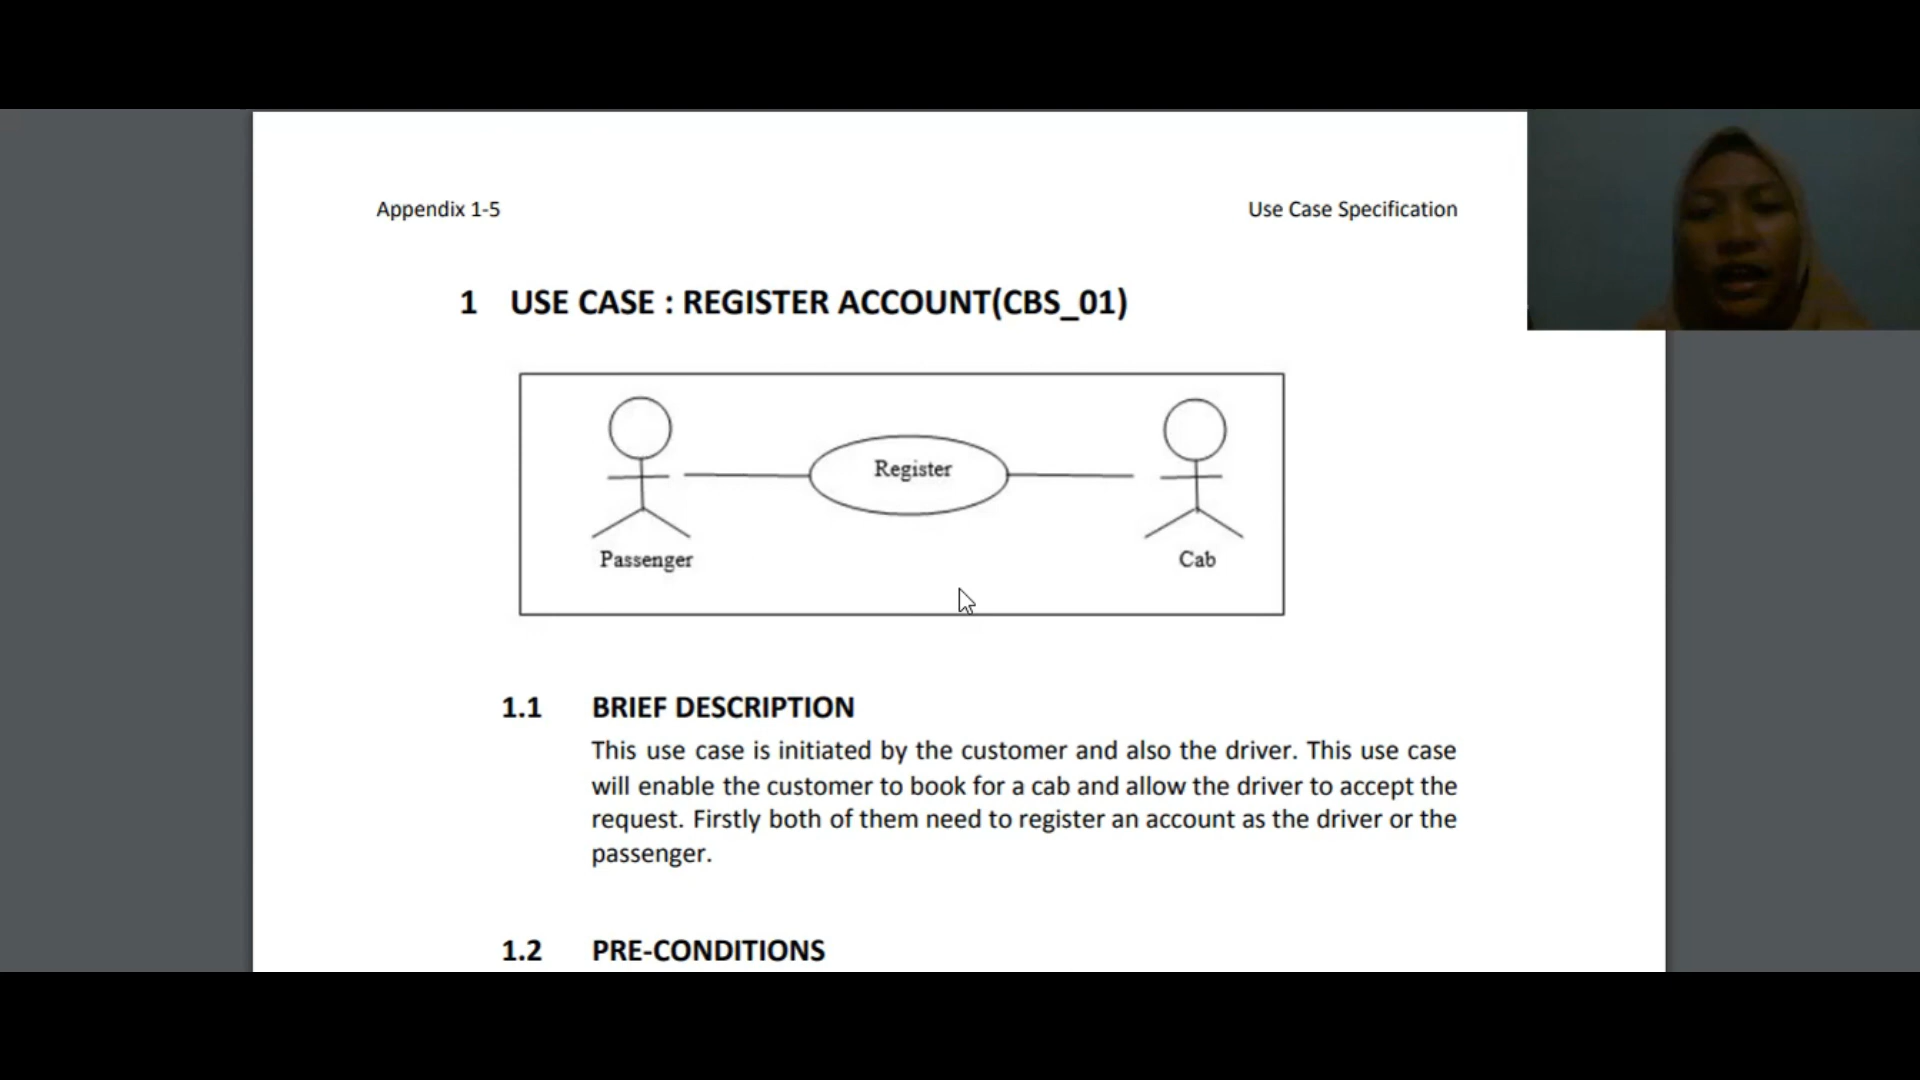 Appendix 1-5
Use Case Specification
1 USE CASE : REGISTER ACCOUNT(CBS_01)
Register
Passenger
Cab
1.1 BRIEF DESCRIPTION
This use case is initiated by the customer and also the driver. This use case
will enable the customer to book for a cab and allow the driver to accept the
request. Firstly both of them need to register an account as the driver or the
passenger.
1.2 PRE-CONDITIONS